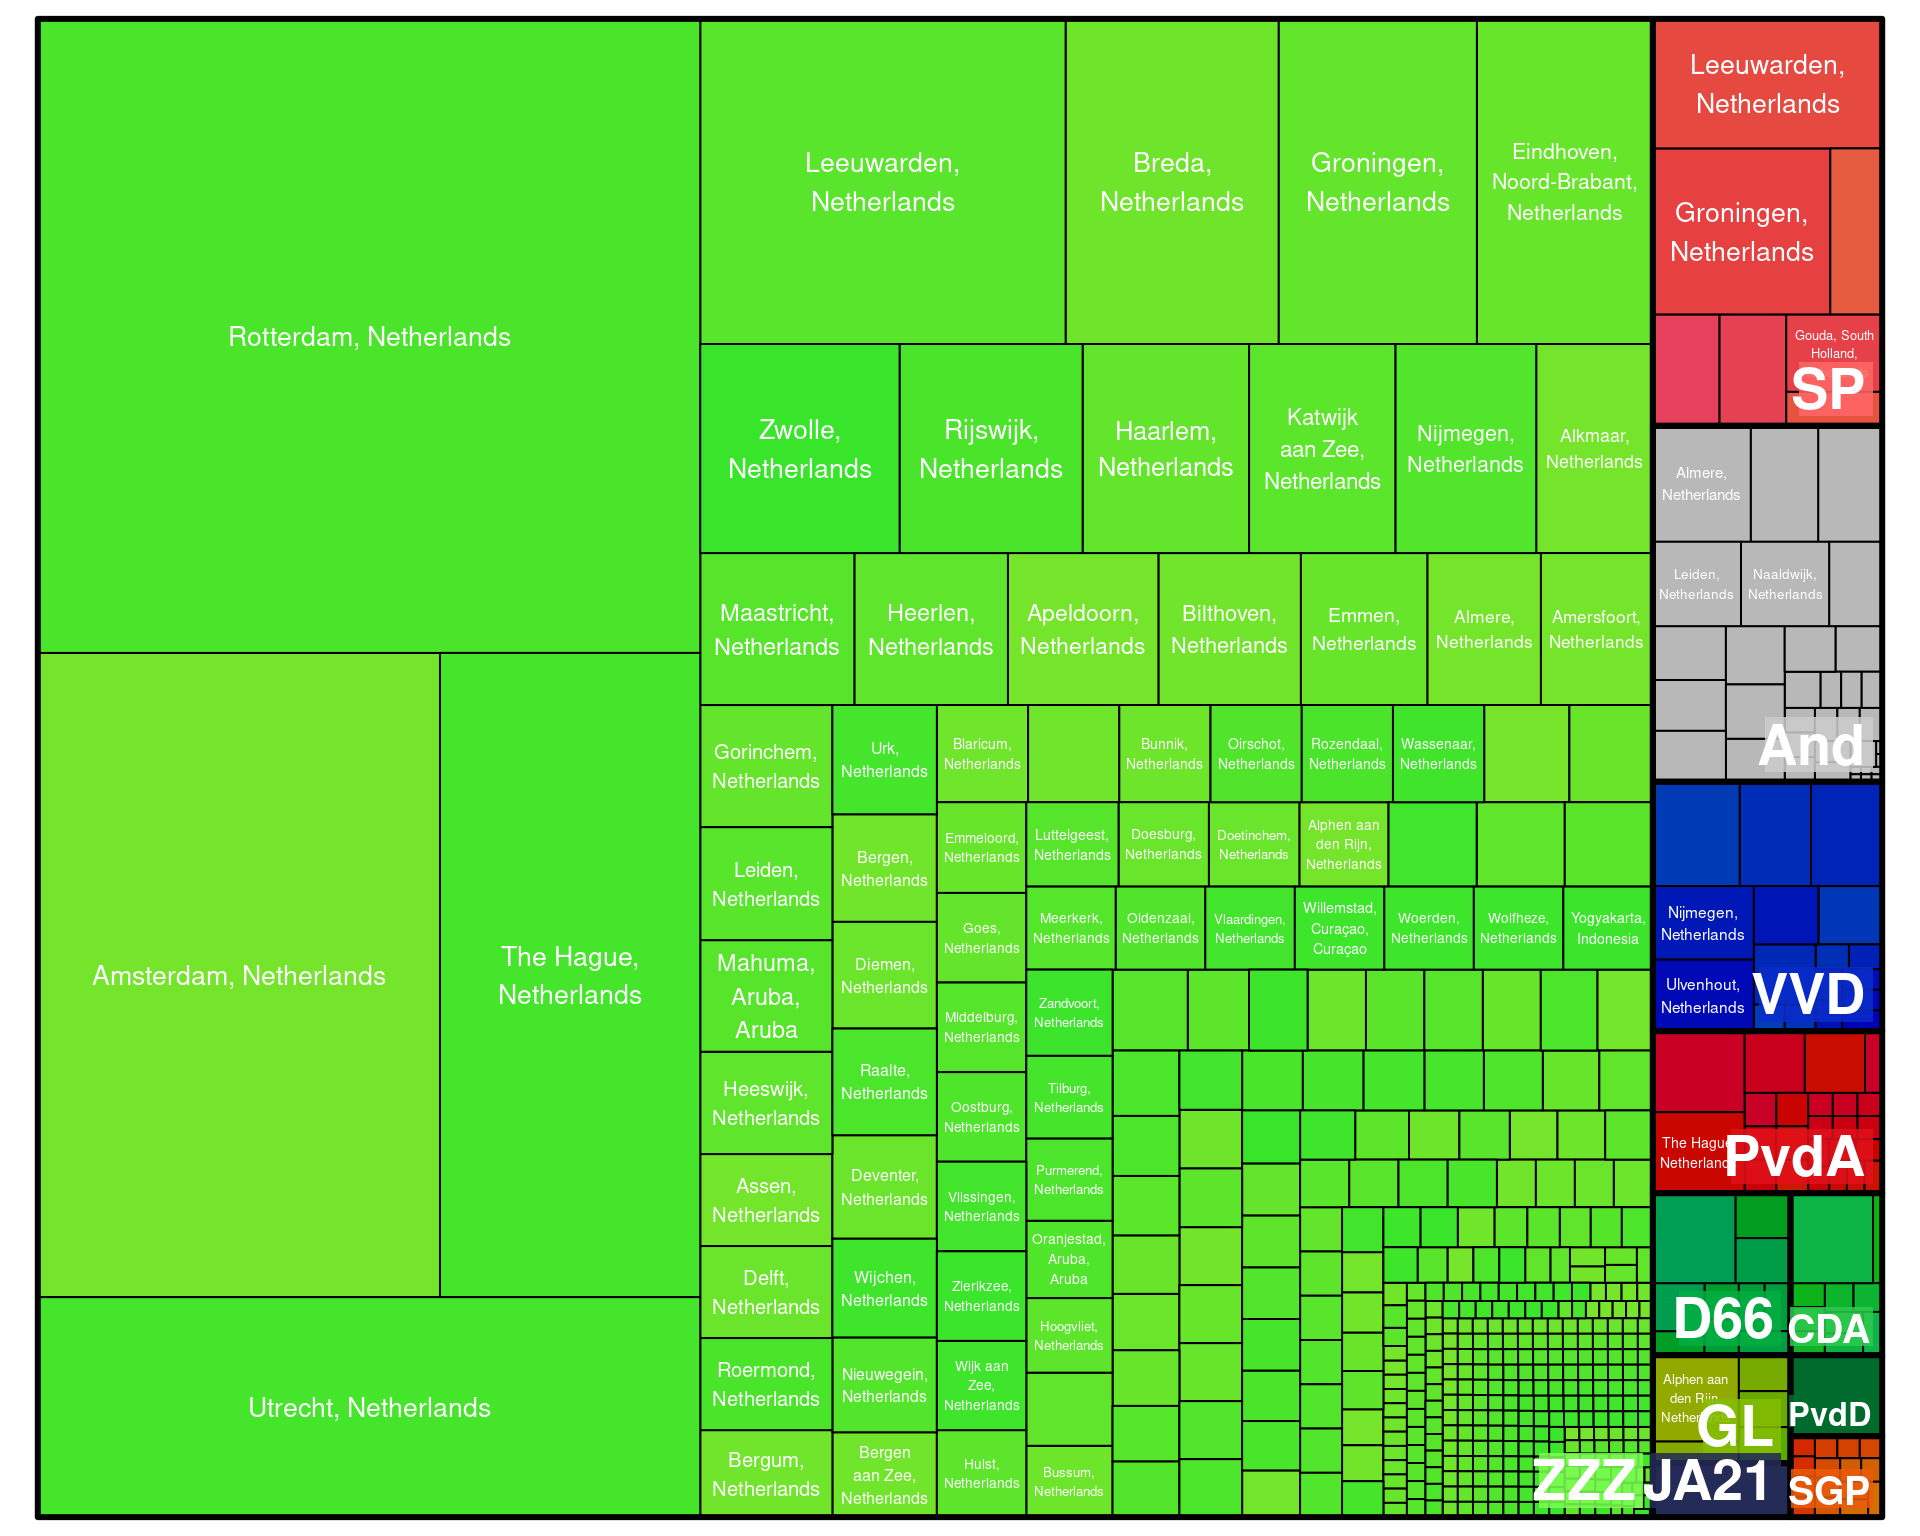 Rotterdam, Netherlands
Amsterdam, Netherlands
The Hague,
Netherlands
Utrecht, Netherlands
Leeuwarden,
Netherlands
Breda,
Netherlands
Groningen,
Netherlands
Eindhoven,
Noord-Brabant,
Netherlands
Zwolle,
Netherlands
Rijswijk,
Netherlands
Haarlem,
Netherlands
Katwijk
aan Zee,
Netherlands
Nijmegen,
Netherlands
Alkmaar,
Netherlands
Maastricht,
Netherlands
Heerlen,
Netherlands
Apeldoorn,
Netherlands
Bilthoven,
Netherlands
Emmen,
Netherlands
Almere,
Netherlands
Amersfoort,
Netherlands
Gorinchem,
Netherlands
Leiden,
Netherlands
Mahuma,
Aruba,
Aruba
Heeswijk,
Netherlands
Assen,
Netherlands
Delft,
Netherlands
Roermond,
Netherlands
Bergum,
Netherlands
Urk,
Netherlands
Bergen,
Netherlands
Diemen,
Netherlands
Raalte,
Netherlands
Deventer,
Netherlands
Wijchen,
Netherlands
Nieuwegein,
Netherlands
Bergen
aan Zee,
Netherlands
Blaricum,
Netherlands
Emmeloord,
Netherlands
Goes,
Netherlands
Middelburg,
Netherlands
Oostburg,
Netherlands
Vlissingen,
Netherlands
Zierikzee,
Netherlands
Wijk aan
Zee,
Netherlands
Hulst,
Netherlands
Bunnik,
Netherlands
Oirschot,
Netherlands
Rozendaal,
Netherlands
Wassenaar,
Netherlands
Luttelgeest,
Netherlands
Doesburg,
Netherlands
Doetinchem,
Netherlands
Alphen aan
den Rijn,
Netherlands
Meerkerk,
Netherlands
Oldenzaal,
Netherlands
Vlaardingen,
Netherlands
Willemstad,
Curaçao,
Curaçao
Woerden,
Netherlands
Wolfheze,
Netherlands
Yogyakarta,
Indonesia
Zandvoort,
Netherlands
Tilburg,
Netherlands
Purmerend,
Netherlands
Oranjestad,
Aruba,
Aruba
Hoogvliet,
Netherlands
Bussum,
Netherlands
ZZZ
Leeuwarden,
Netherlands
Groningen,
Netherlands
Gouda, South
Holland,
SP
Almere,
Netherlands
Leiden,
Netherlands
Naaldwijk,
Netherlands
And
Nijmegen,
Netherlands
Ulvenhout,
Netherlands
VVD
The Hague,
Netherlands
PvdA
D66
CDA
Alphen aan
den Rijn,
GL
PvdD
JA21
SGP